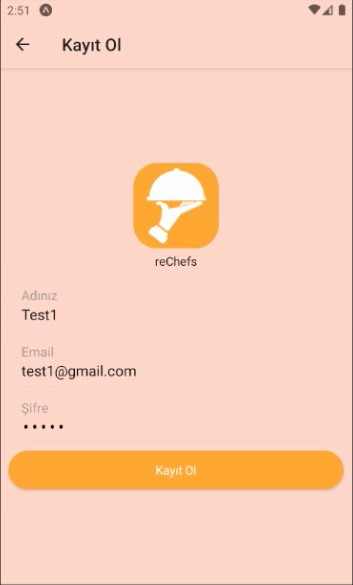 2:51
Kayıt Ol
reChefs
Adınız
Test1
Email
test1@gmail.com
Şifre
•••••
Kayıt Ol